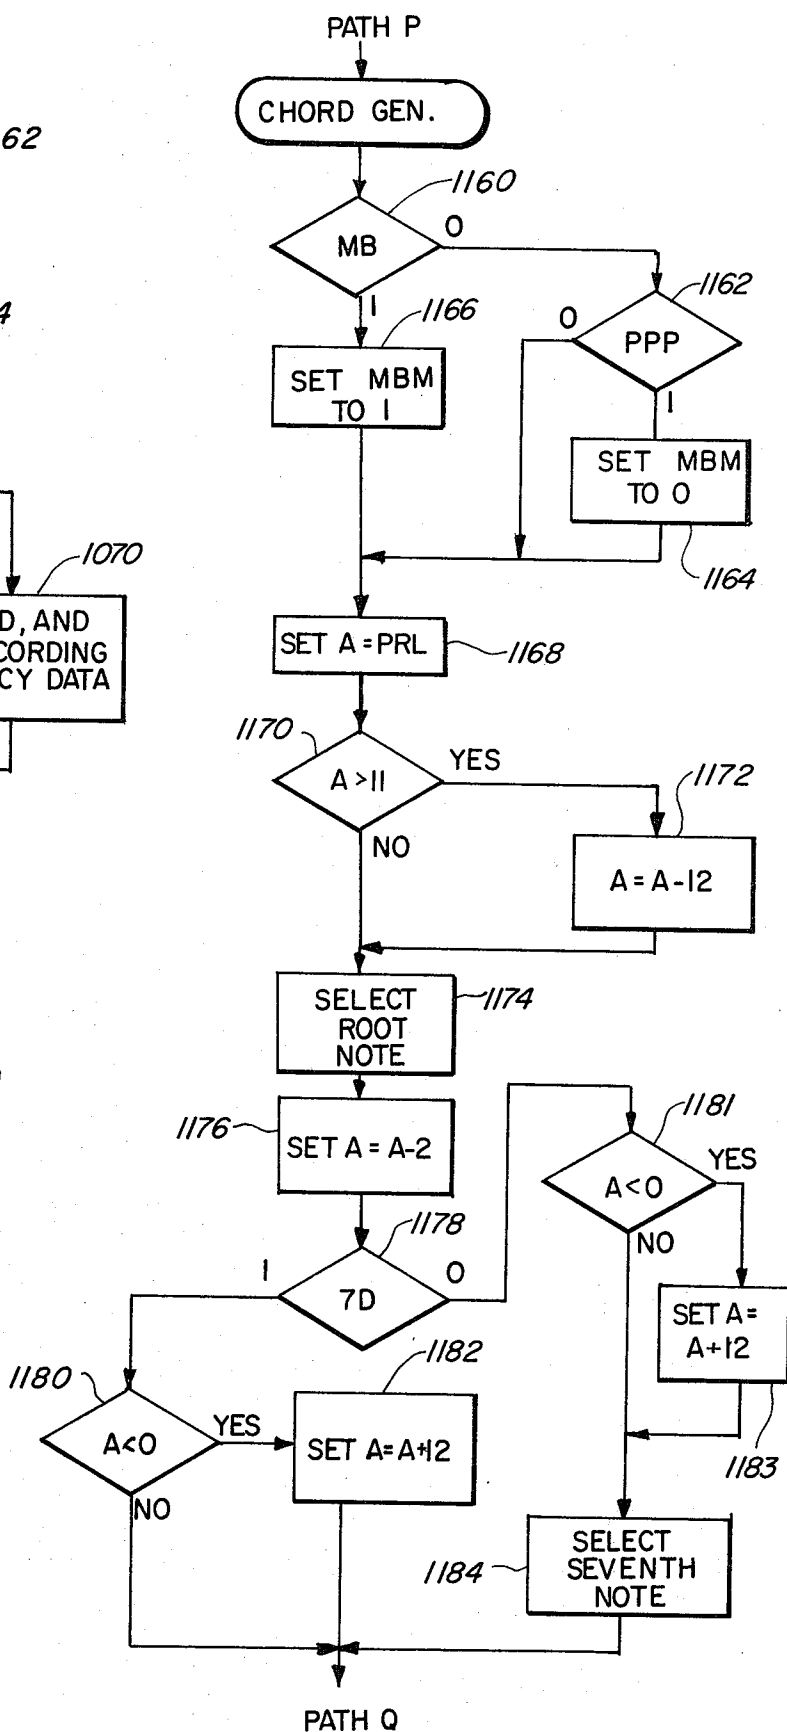 PATH P
CHORD GEN.
62
1160
MB
0
1
1162
PPP
0
1
4
1166
SET MBM
TO 1
SET MBM
TO 0
1164
1070
D, AND
CORDING
CY DATA
SET A=PRL
1168
1170
A>11
YES
NO
1172
A=A-12
SELECT
ROOT
NOTE
1174
1176
SET A = A-2
1181
A<0
YES
NO
1178
7D
1
0
SET A=
A+12
1183
1180
A<0
YES
NO
1182
SET A=A+12
1184
SELECT
SEVENTH
NOTE
PATH Q